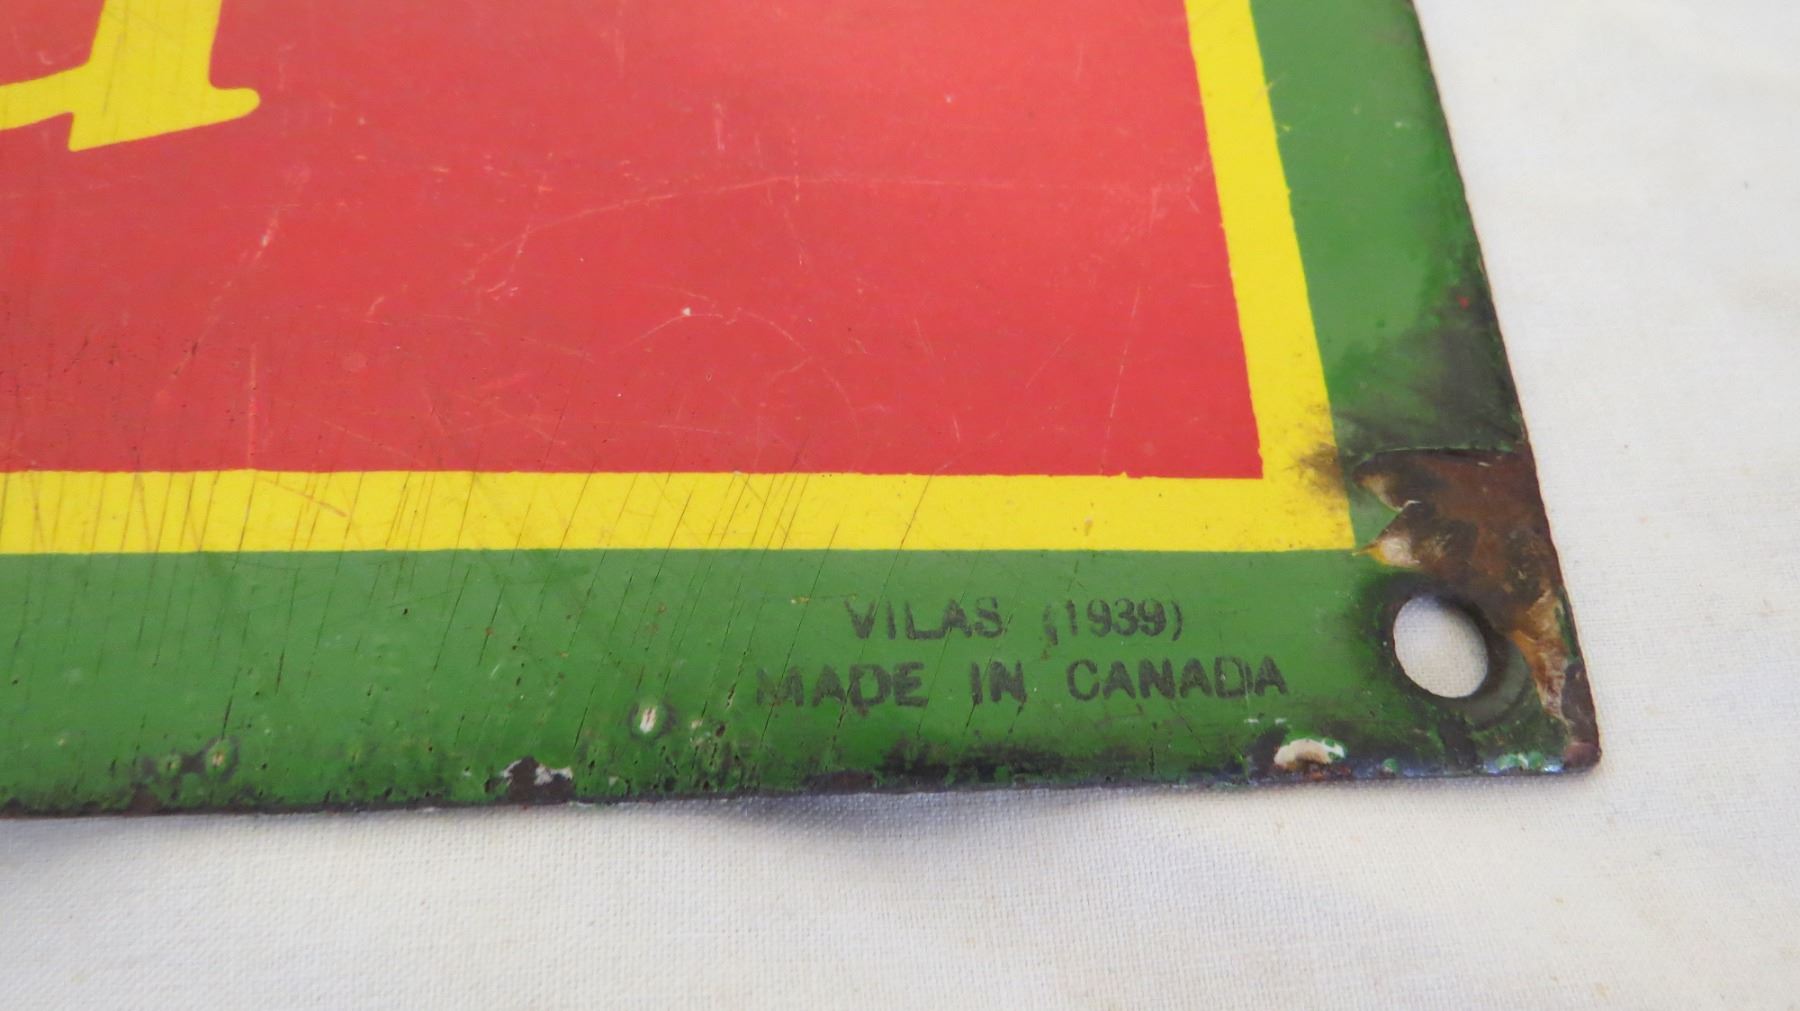 VILAS (1939)
MADE IN CANADA